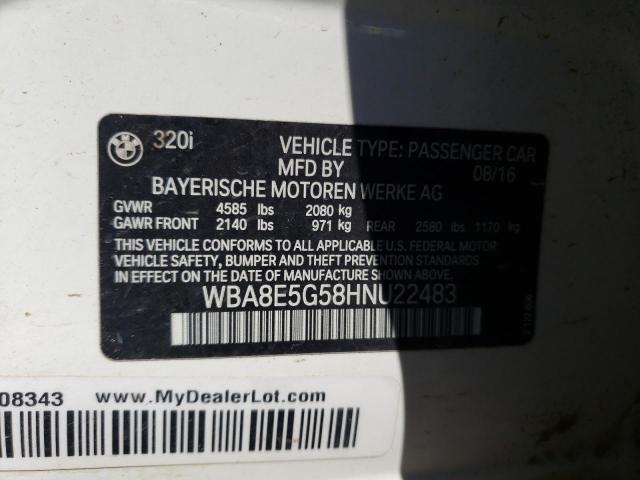 320i VEHICLE TYPE: PASSENGER CAR
MFD BY 08/16
BAYERISCHE MOTOREN WERKE AG
GVWR 4585 lbs 2080 kg
GAWR FRONT 2140 lbs 971 kg REAR 2580 lbs 1170 kg
THIS VEHICLE CONFORMS TO ALL APPLICABLE U.S. FEDERAL MOTOR
VEHICLE SAFETY, BUMPER, AND THEFT PREVENTION STANDARDS
IN EFFECT ON THE DATE OF MANUFACTURE SHOWN ABOVE.
WBA8E5G58HNU22483
08343 www.MyDealerLot.com